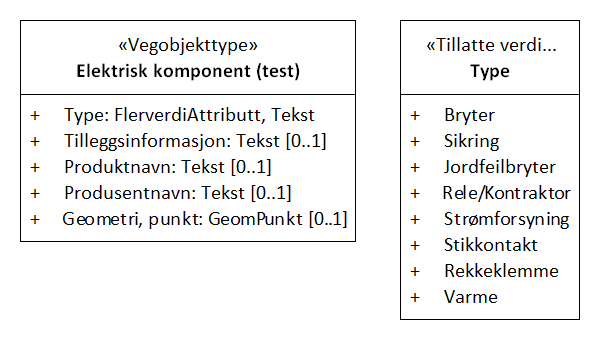 «Vegobjekttype»
Elektrisk komponent (test)
+ Type: FlerverdiAttributt, Tekst
+ Tilleggsinformasjon: Tekst [0..1]
+ Produktnavn: Tekst [0..1]
+ Produsentnavn: Tekst [0..1]
+ Geometri, punkt: GeomPunkt [0..1]
«Tillatte verdi...
Type
+ Bryter
+ Sikring
+ Jordfeilbryter
+ Rele/Kontraktor
+ Strømforsyning
+ Stikkontakt
+ Rekkeklemme
+ Varme